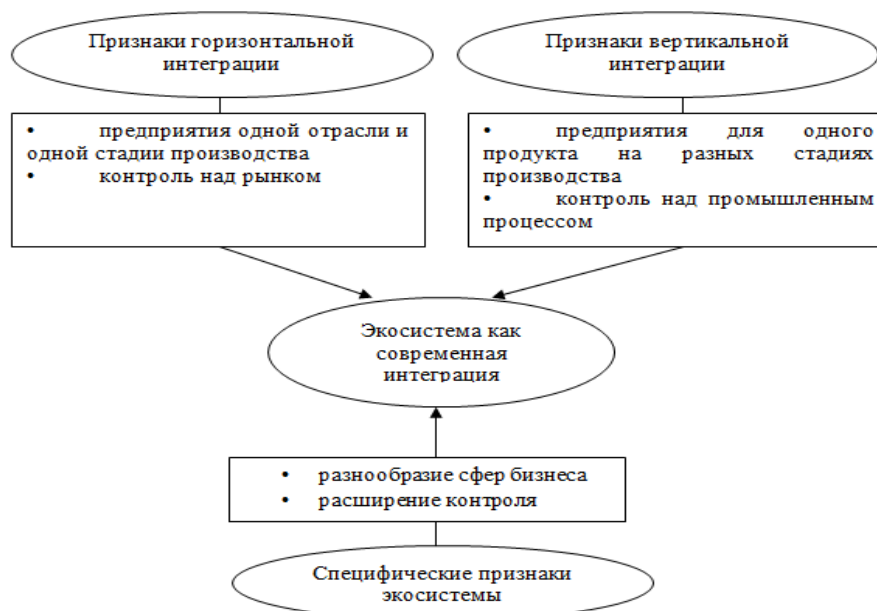 Признаки горизонтальной
интеграции
Признаки вертикальной
интеграции
• предприятия одной отрасли и
одной стадии производства
• контроль над рынком
• предприятия для одного
продукта на разных стадиях
производства
• контроль над промышленным
процессом
Экосистема как
современная
интеграция
• разнообразие сфер бизнеса
• расширение контроля
Специфические признаки
экосистемы